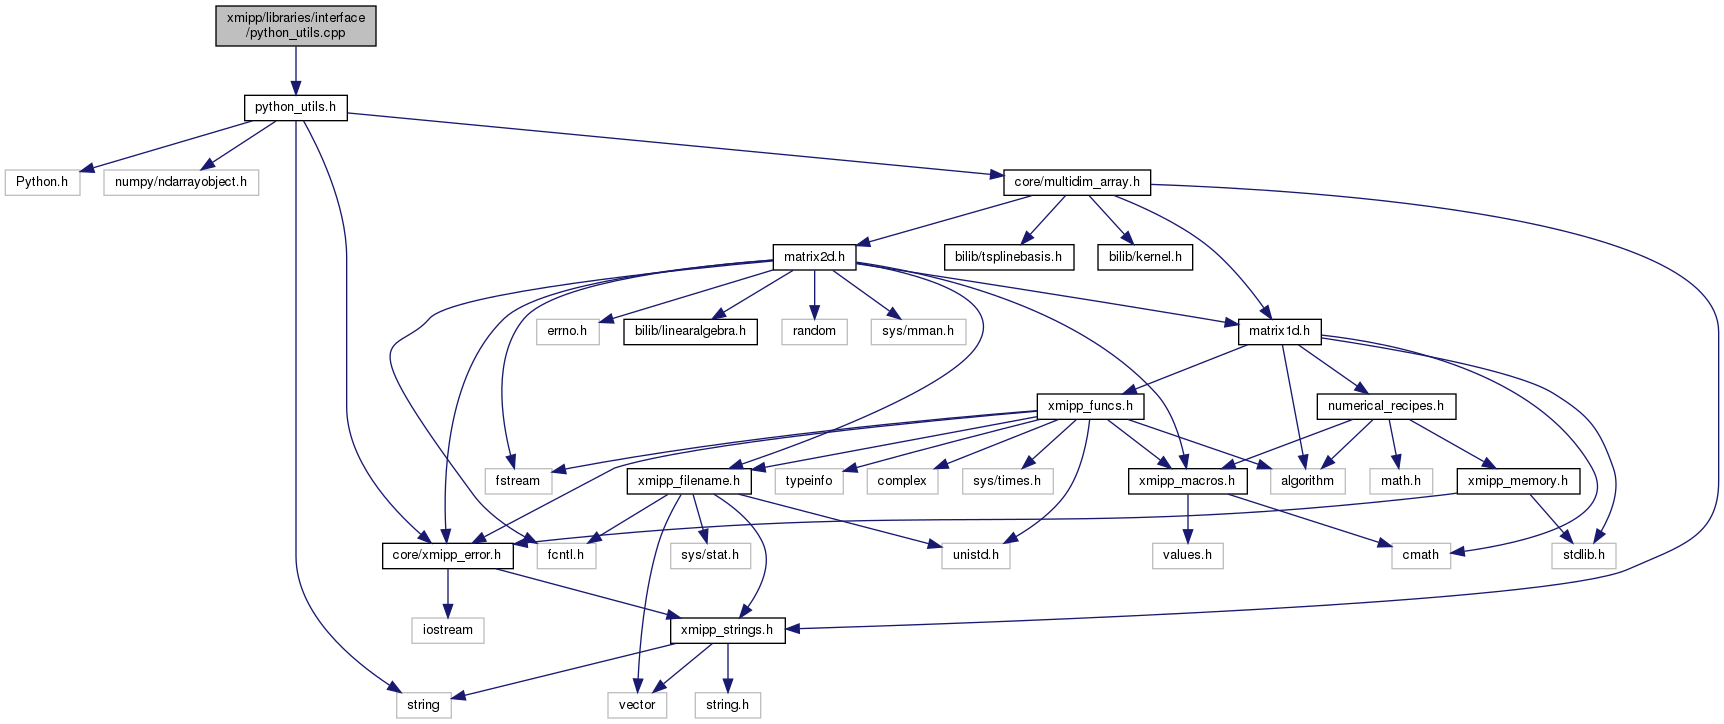 xmipp/libraries/interface
/python_utils.cpp
python_utils.h
Python.h
numpy/ndarrayobject.h
core/multidim_array.h
matrix2d.h
bilib/tsplinebasis.h
bilib/kernel.h
errno.h
bilib/linearalgebra.h
random
sys/mman.h
matrix1d.h
xmipp_funcs.h
numerical_recipes.h
fstream
xmipp_filename.h
typeinfo
complex
sys/times.h
xmipp_macros.h
algorithm
math.h
xmipp_memory.h
core/xmipp_error.h
fcntl.h
sys/stat.h
unistd.h
values.h
cmath
stdlib.h
iostream
xmipp_strings.h
string
vector
string.h